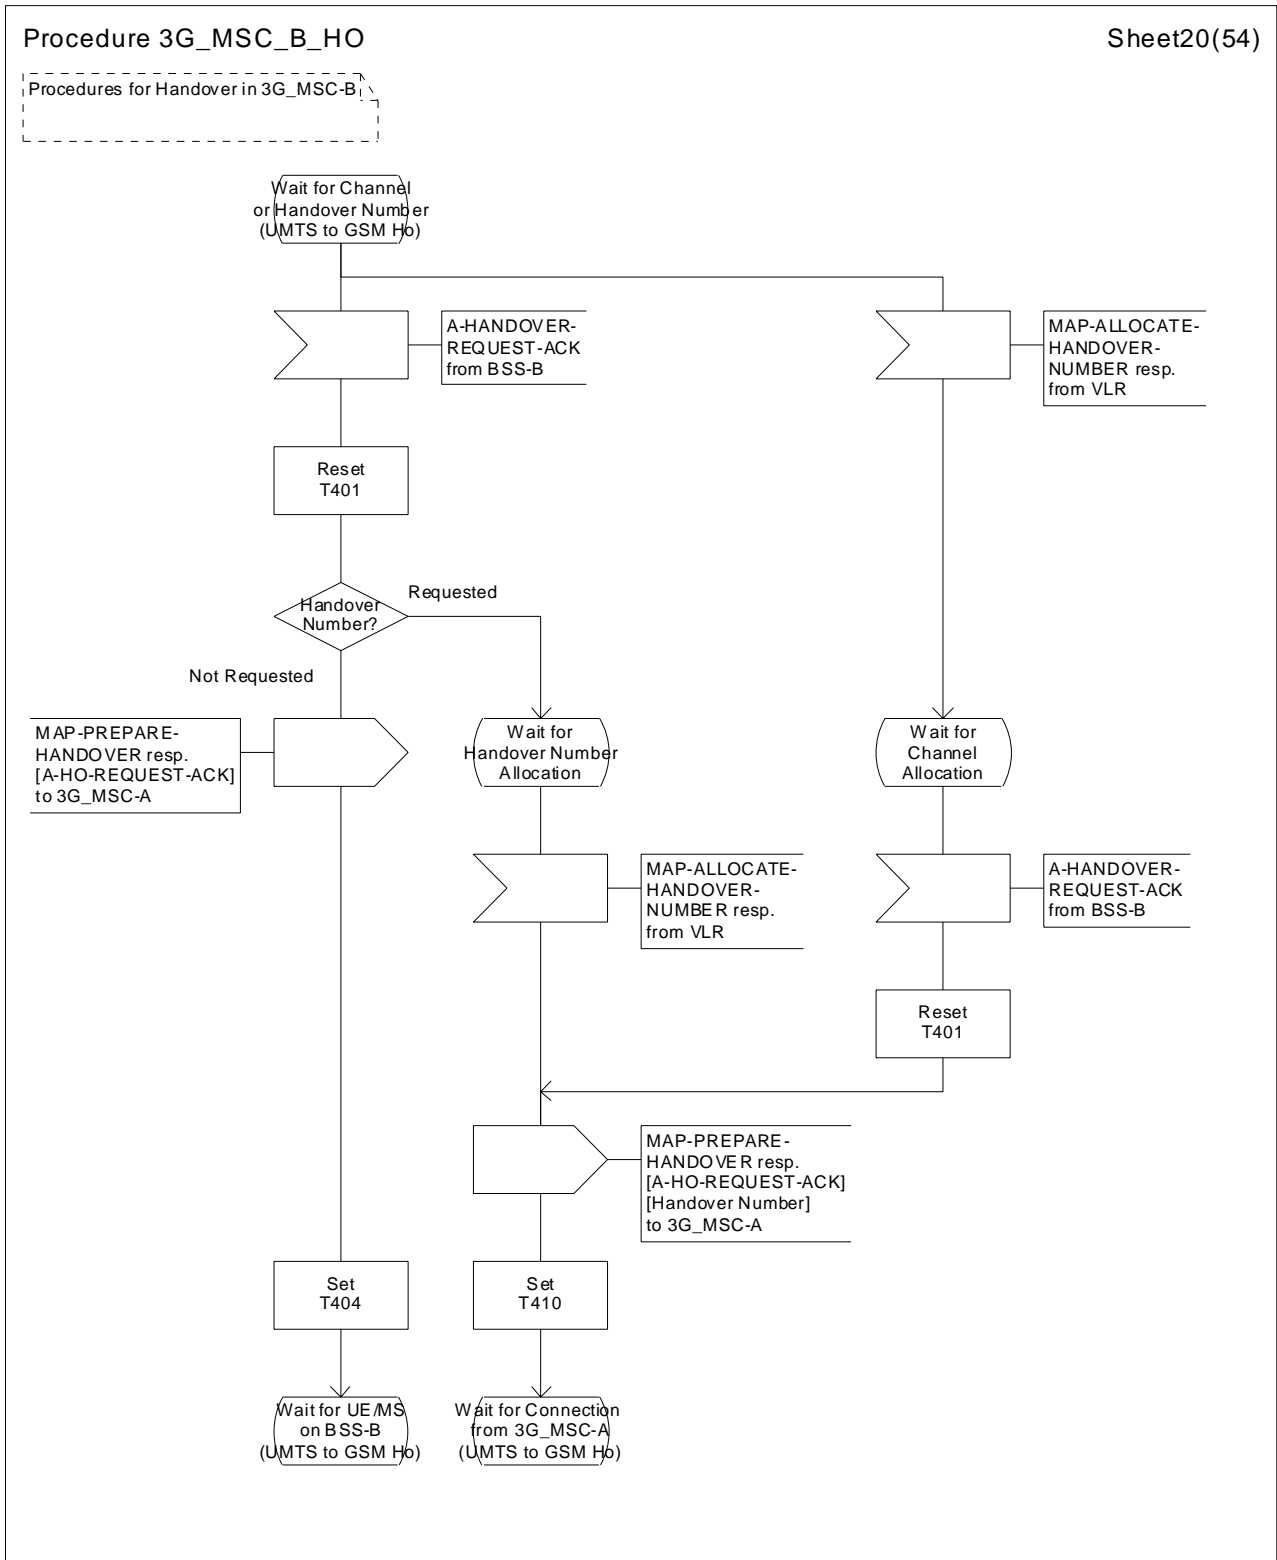 Procedure 3G_MSC_B_HO
Sheet20(54)
Procedures for Handover in 3G_MSC-B
Wait for Channel
or Handover Number
(UMTS to GSM Ho)
A-HANDOVER-
REQUEST-ACK
from BSS-B
MAP-ALLOCATE-
HANDOVER-
NUMBER resp.
from VLR
Reset
T401
Handover
Number?
Requested
Not Requested
MAP-PREPARE-
HANDOVER resp.
[A-HO-REQUEST-ACK]
to 3G_MSC-A
Wait for
Handover Number
Allocation
Wait for
Channel
Allocation
MAP-ALLOCATE-
HANDOVER-
NUMBER resp.
from VLR
A-HANDOVER-
REQUEST-ACK
from BSS-B
Reset
T401
MAP-PREPARE-
HANDOVER resp.
[A-HO-REQUEST-ACK]
[Handover Number]
to 3G_MSC-A
Set
T404
Set
T410
Wait for UE/MS
on BSS-B
(UMTS to GSM Ho)
Wait for Connection
from 3G_MSC-A
(UMTS to GSM Ho)